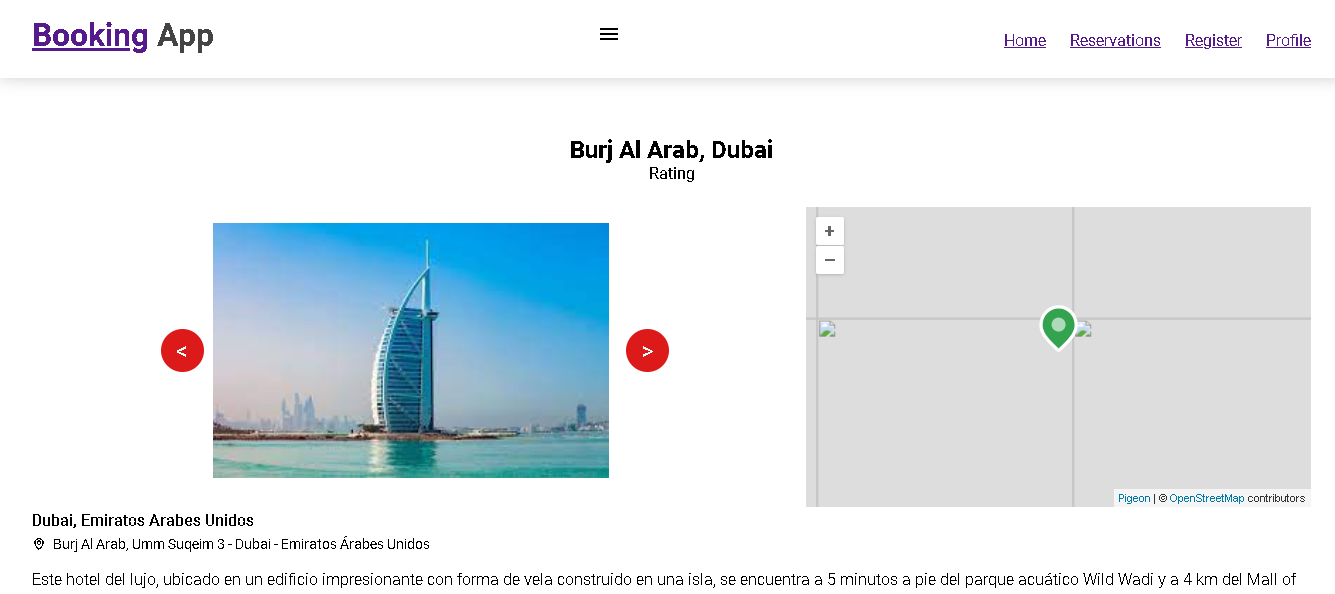 Booking App
Home Reservations Register Profile
Burj Al Arab, Dubai
Rating
+
−
<
>
Pigeon | © OpenStreetMap contributors
Dubai, Emiratos Arabes Unidos
Burj Al Arab, Umm Suqeim 3 - Dubai - Emiratos Árabes Unidos
Este hotel del lujo, ubicado en un edificio impresionante con forma de vela construido en una isla, se encuentra a 5 minutos a pie del parque acuático Wild Wadi y a 4 km del Mall of